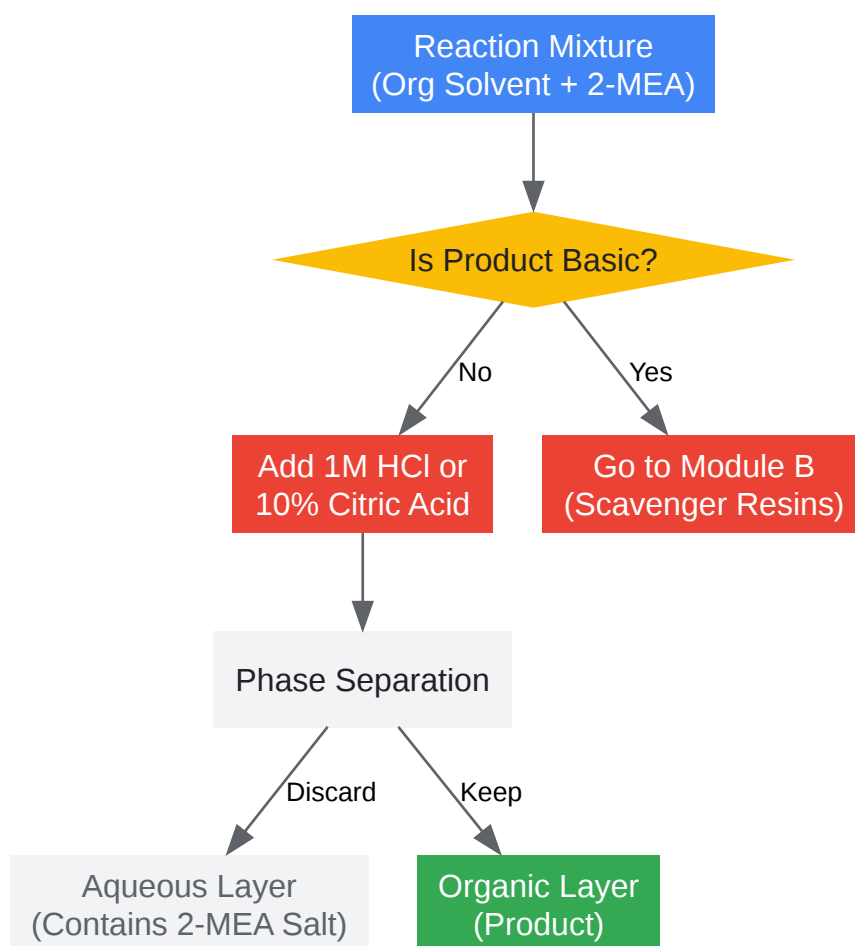 Reaction Mixture
(Org Solvent + 2-MEA)
Is Product Basic?
No
Yes
Add 1M HCl or
10% Citric Acid
Go to Module B
(Scavenger Resins)
Phase Separation
Discard
Keep
Aqueous Layer
(Contains 2-MEA Salt)
Organic Layer
(Product)